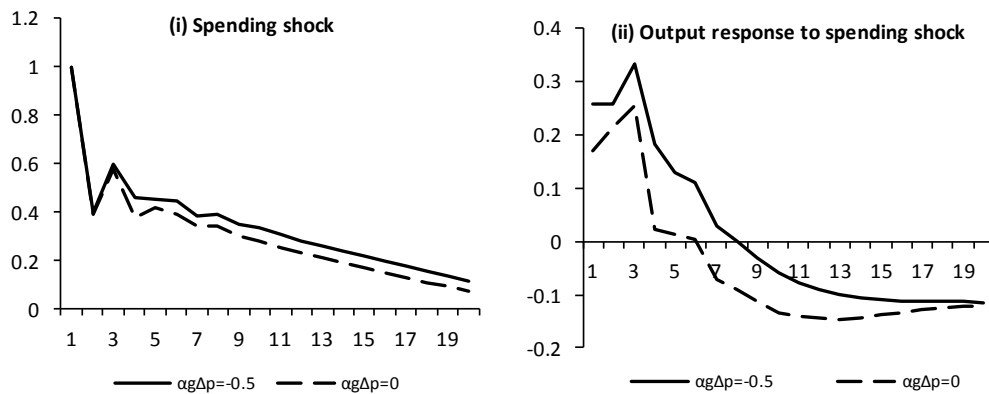 (i) Spending shock
1.2
1
0.8
0.6
0.4
0.2
0
1 3 5 7 9 11 13 15 17 19
αgΔp=-0.5 αgΔp=0
(ii) Output response to spending shock
0.4
0.3
0.2
0.1
0
-0.1
-0.2
1 3 5 7 9 11 13 15 17 19
αgΔp=-0.5 αgΔp=0